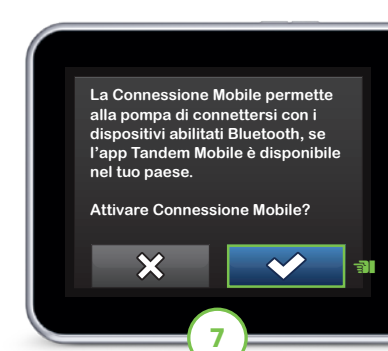 La Connessione Mobile permette
alla pompa di connettersi con i
dispositivi abilitati Bluetooth, se
l'app Tandem Mobile è disponibile
nel tuo paese.
Attivare Connessione Mobile?
7